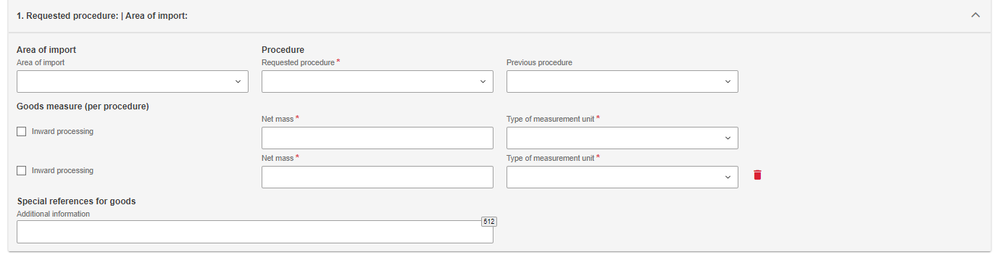 1. Requested procedure: | Area of import:
Area of import
Procedure
Area of import
Requested procedure *
Previous procedure
Goods measure (per procedure)
Net mass *
Type of measurement unit *
Inward processing
Net mass *
Type of measurement unit *
Inward processing
Special references for goods
Additional information
512